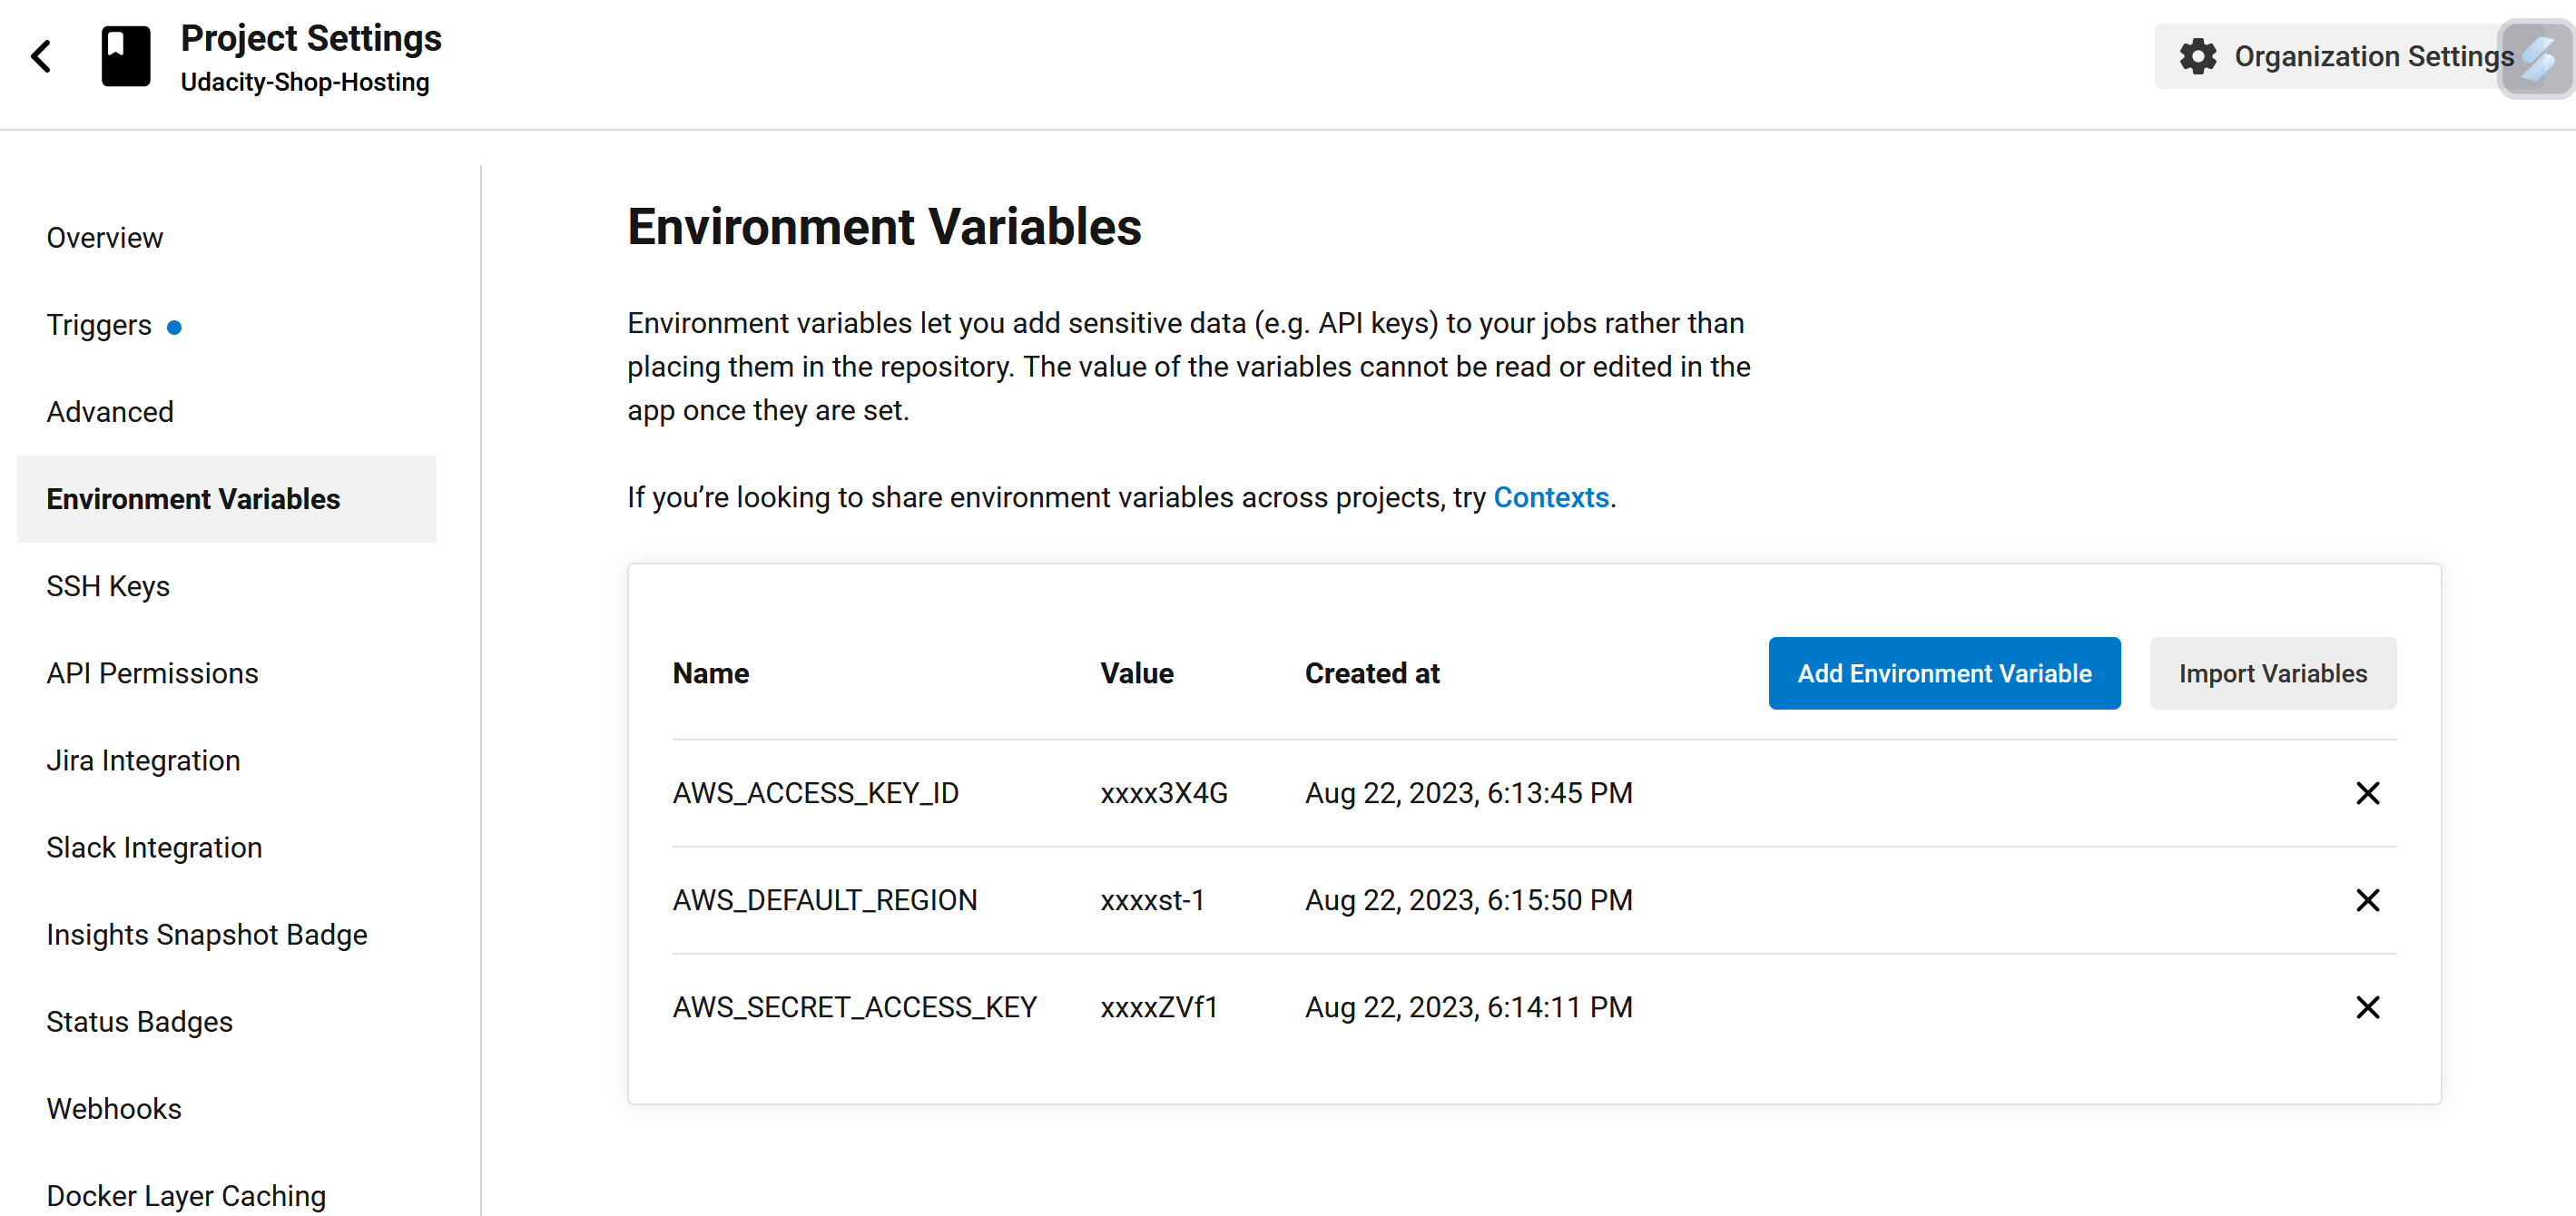 Project Settings
Udacity-Shop-Hosting
Organization Settings
Overview
Triggers
Advanced
Environment Variables
SSH Keys
API Permissions
Jira Integration
Slack Integration
Insights Snapshot Badge
Status Badges
Webhooks
Docker Layer Caching
Environment Variables
Environment variables let you add sensitive data (e.g. API keys) to your jobs rather than
placing them in the repository. The value of the variables cannot be read or edited in the
app once they are set.
If you’re looking to share environment variables across projects, try Contexts.
Name Value Created at Add Environment Variable Import Variables
AWS_ACCESS_KEY_ID xxxx3X4G Aug 22, 2023, 6:13:45 PM
AWS_DEFAULT_REGION xxxxst-1 Aug 22, 2023, 6:15:50 PM
AWS_SECRET_ACCESS_KEY xxxxZVf1 Aug 22, 2023, 6:14:11 PM